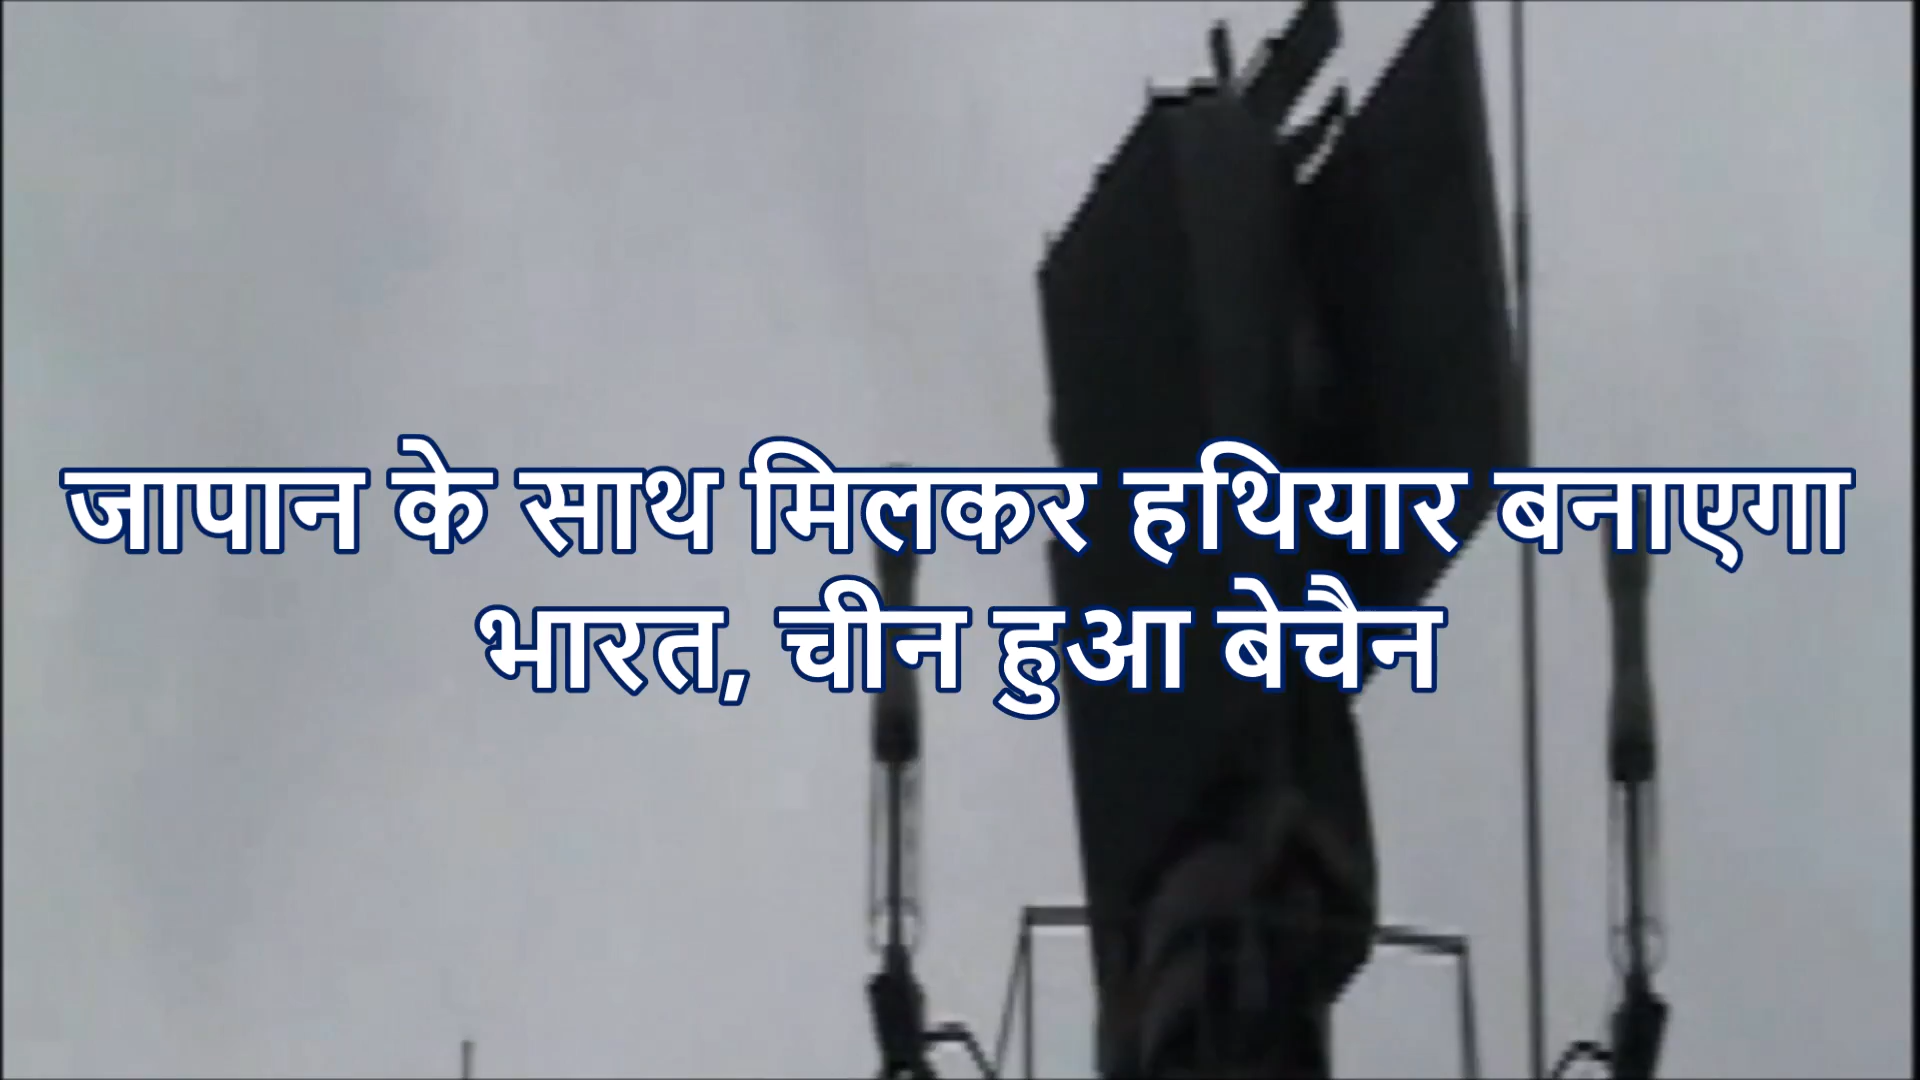 जापान के साथ मिलकर हथियार बनाएगा
भारत, चीन हुआ बेचैन